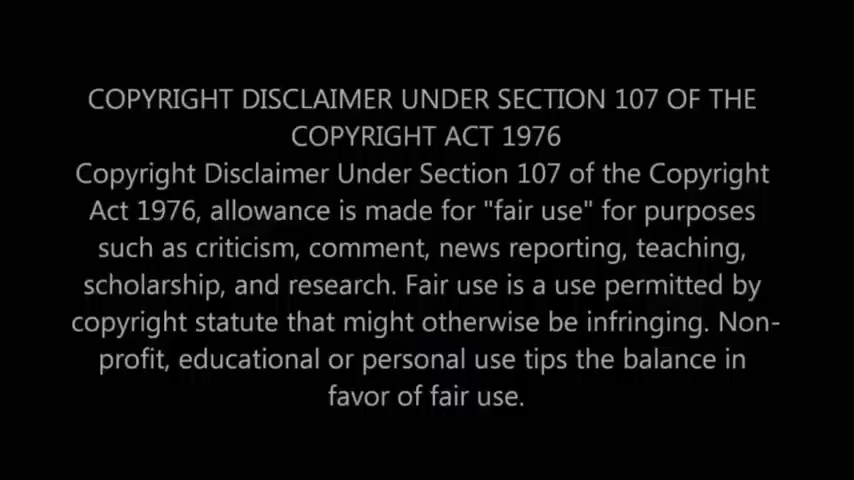 COPYRIGHT DISCLAIMER UNDER SECTION 107 OF THE
COPYRIGHT ACT 1976
Copyright Disclaimer Under Section 107 of the Copyright
Act 1976, allowance is made for "fair use" for purposes
such as criticism, comment, news reporting, teaching,
scholarship, and research. Fair use is a use permitted by
copyright statute that might otherwise be infringing. Non-
profit, educational or personal use tips the balance in
favor of fair use.